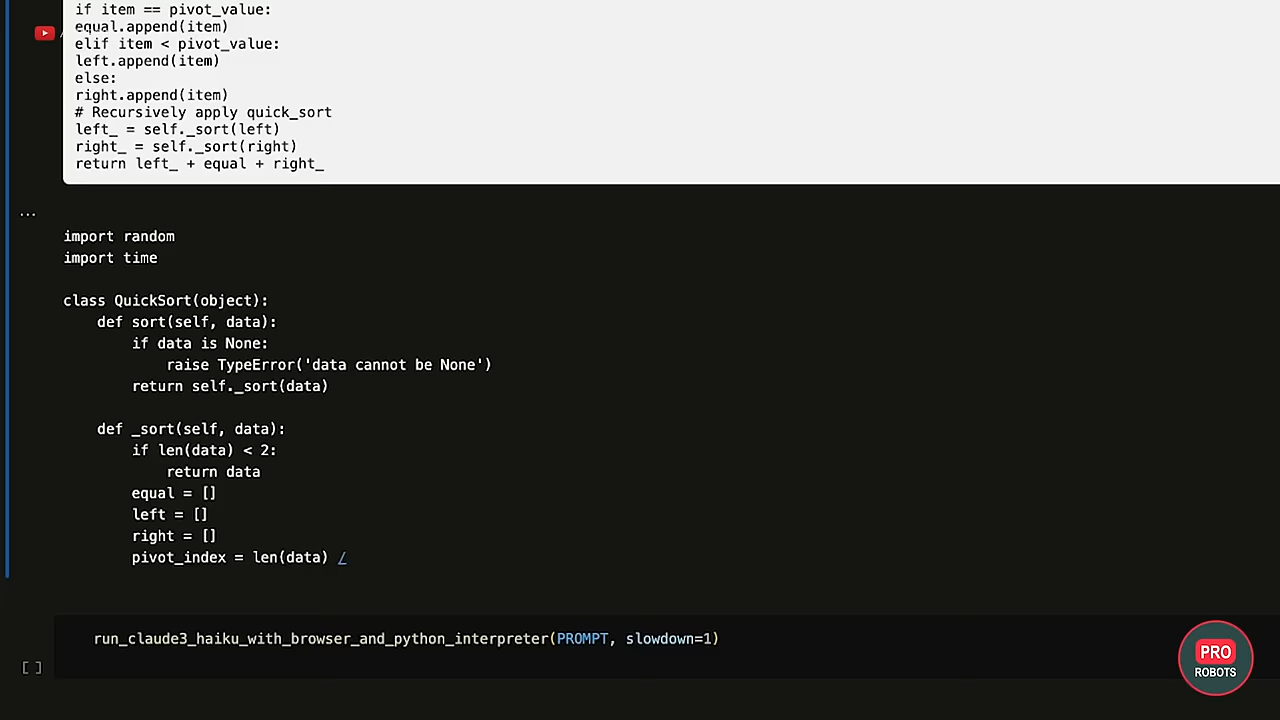 if item == pivot_value:
equal.append(item)
elif item < pivot_value:
left.append(item)
else:
right.append(item)
# Recursively apply quick_sort
left_ = self._sort(left)
right_ = self._sort(right)
return left_ + equal + right_
...
import random
import time
class QuickSort(object):
def sort(self, data):
if data is None:
raise TypeError('data cannot be None')
return self._sort(data)
def _sort(self, data):
if len(data) < 2:
return data
equal = []
left = []
right = []
pivot_index = len(data) /
run_claude3_haiku_with_browser_and_python_interpreter(PROMPT, slowdown=1)
[ ]
PRO
ROBOTS